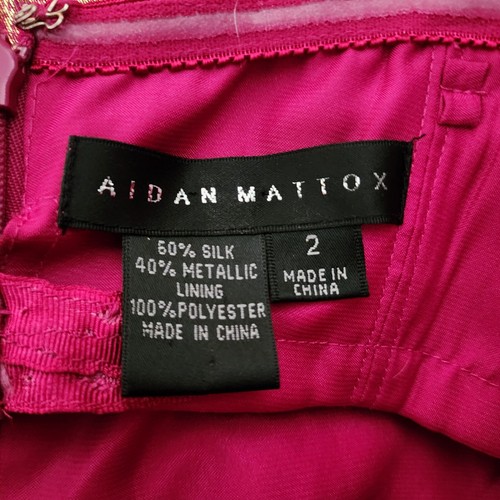 AIDAN MATTOX
60% SILK
40% METALLIC
LINING
100%POLYESTER
MADE IN CHINA
2
MADE IN
CHINA